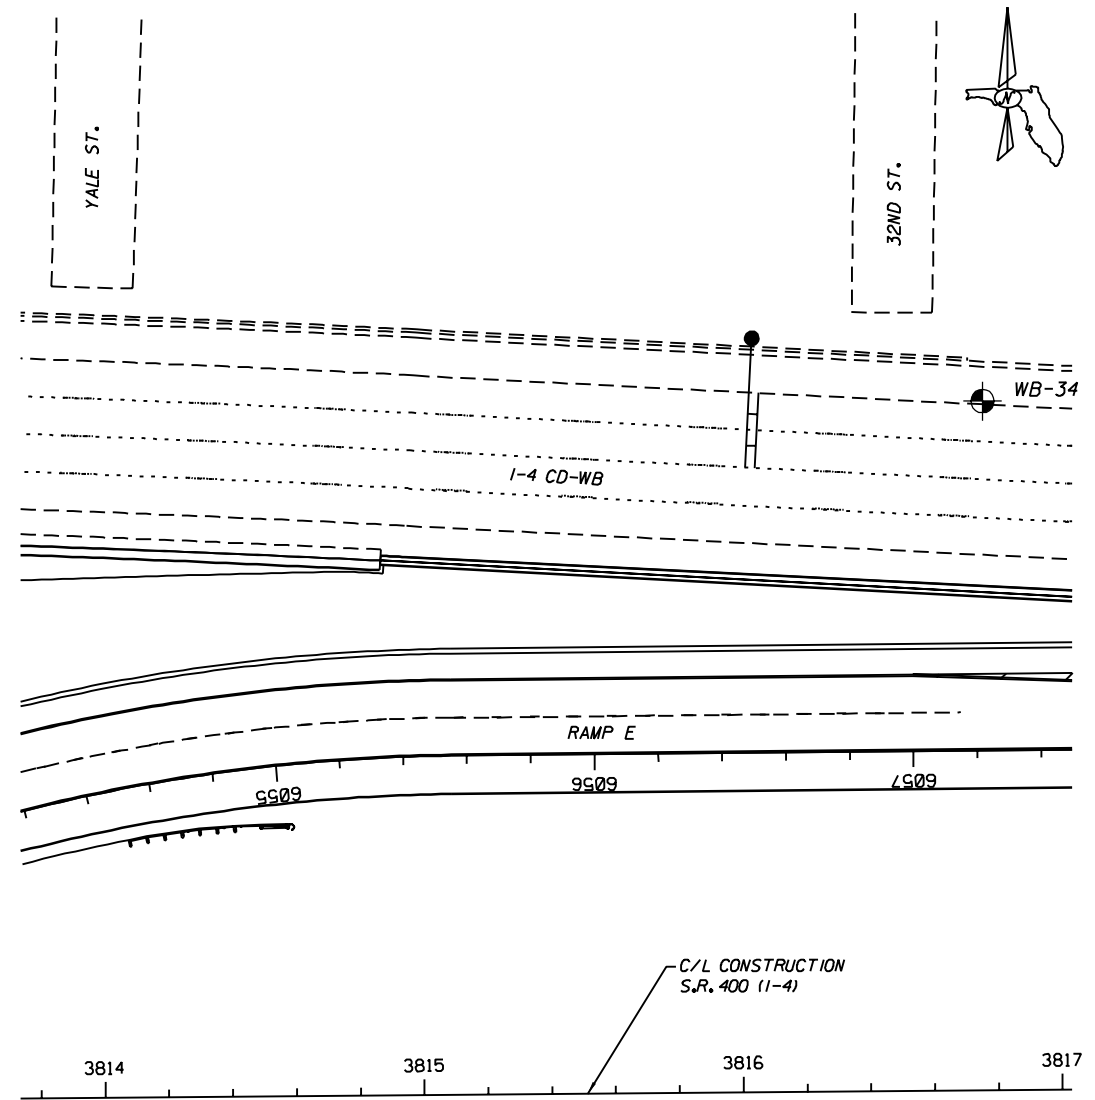 N
YALE ST.
32ND ST.
WB-34
I-4 CD-WB
RAMP E
6055
6056
6057
C/L CONSTRUCTION
S.R. 400 (I-4)
3814
3815
3816
3817